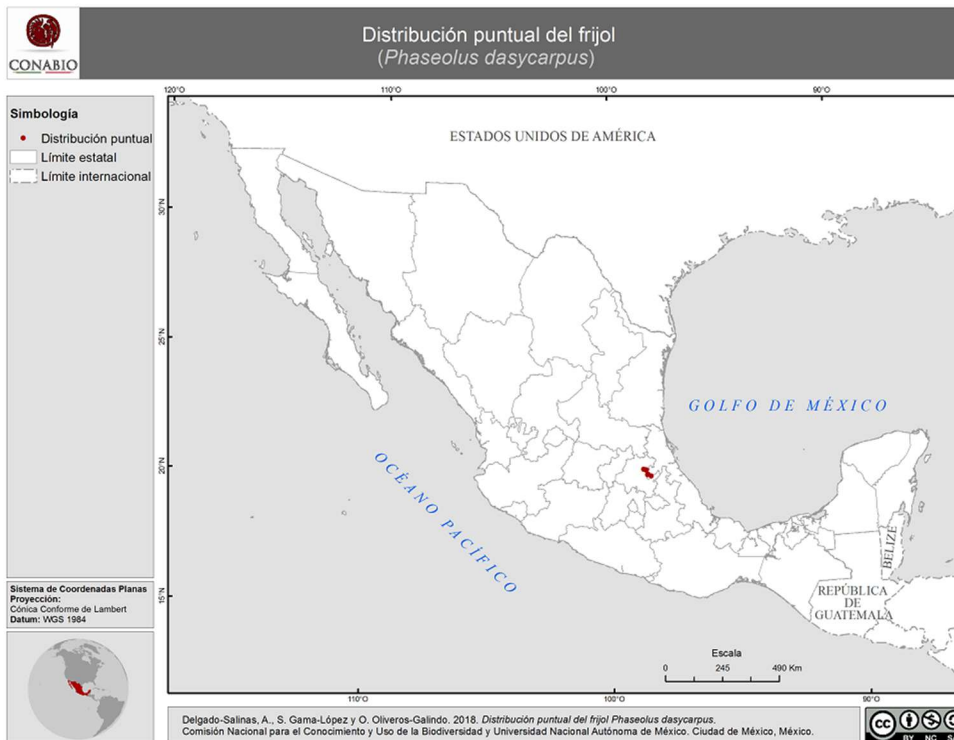 CONABIO
Distribución puntual del frijol
(Phaseolus dasycarpus)
Simbología
Distribución puntual
Límite estatal
Límite internacional
120°O
110°O
100°O
90°O
30°N
25°N
20°N
15°N
ESTADOS UNIDOS DE AMÉRICA
GOLFO DE MÉXICO
OCÉANO PACÍFICO
BELIZE
REPÚBLICA
DE
GUATEMALA
Escala
0 245 490 Km
110°O
100°O
90°O
Sistema de Coordenadas Planas
Proyección:
Cónica Conforme de Lambert
Datum: WGS 1984
Delgado-Salinas, A., S. Gama-López y O. Oliveros-Galindo. 2018. Distribución puntual del frijol Phaseolus dasycarpus.
Comisión Nacional para el Conocimiento y Uso de la Biodiversidad y Universidad Nacional Autónoma de México. Ciudad de México, México.
cc
BY NC